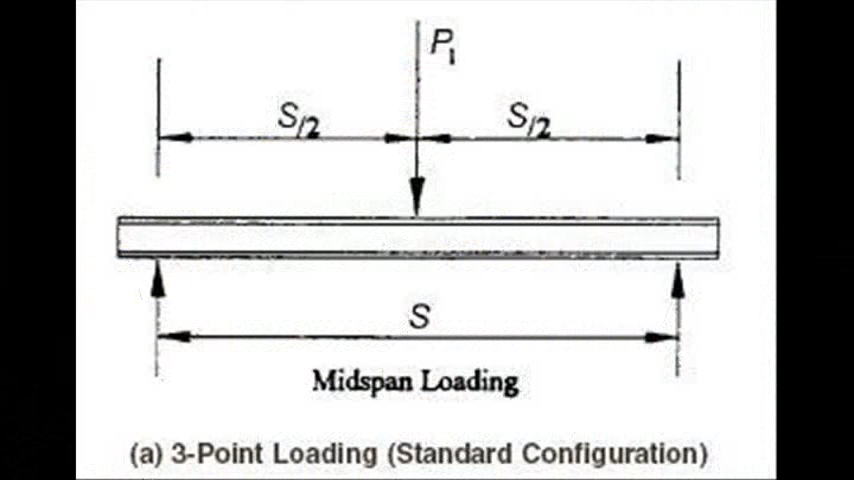 P1
S/2 S/2
S
Midspan Loading
(a) 3-Point Loading (Standard Configuration)